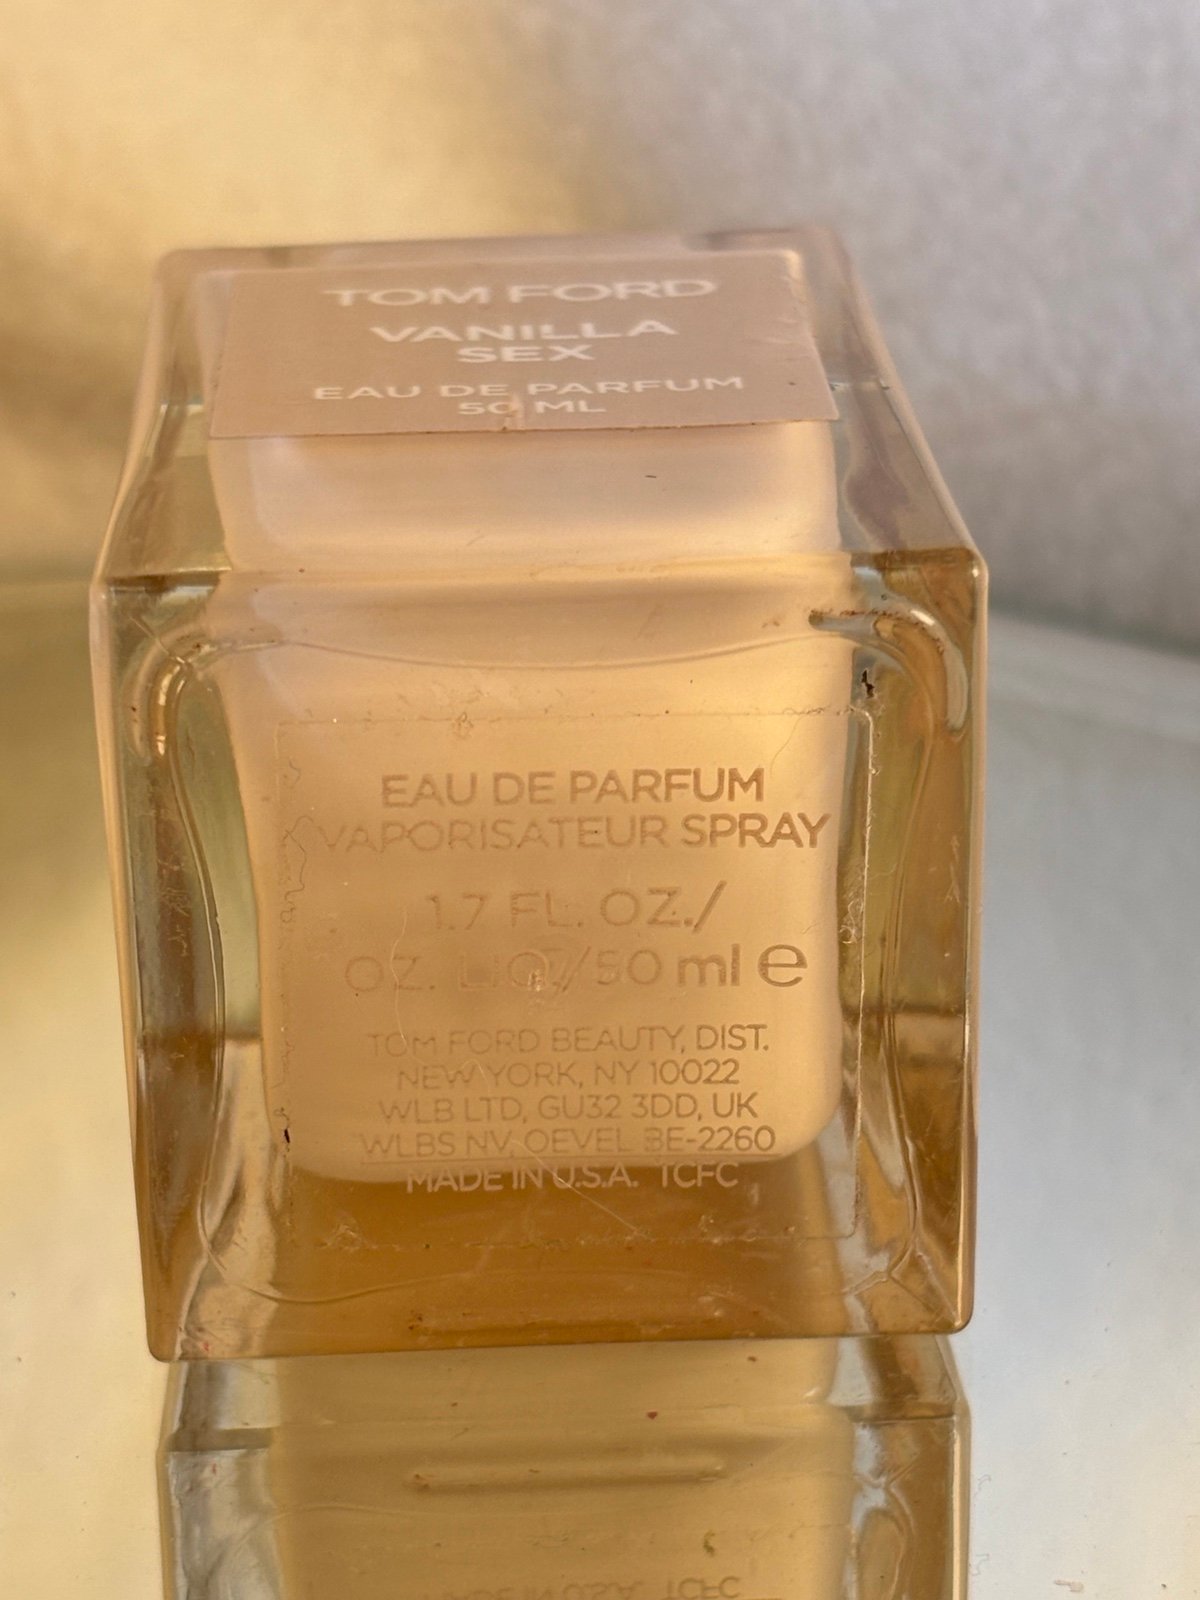 TOM FORD
VANILLA
SEX
EAU DE PARFUM
50 ML
EAU DE PARFUM
VAPORISATEUR SPRAY
1.7 FL. OZ./
OZ. LIQ./50 ml e
TOM FORD BEAUTY, DIST.
NEW YORK, NY 10022
WLB LTD, GU32 3DD, UK
WLBS NV, OEVEL BE-2260
MADE IN U.S.A. TCFC